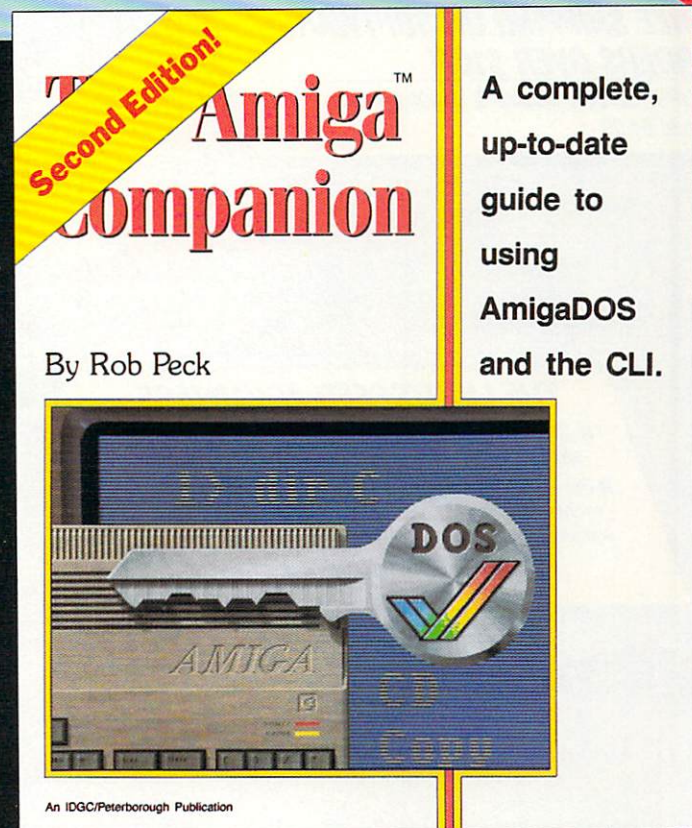 Second Edition!
Amiga™
Companion
By Rob Peck
A complete,
up-to-date
guide to
using
AmigaDOS
and the CLI.
1> dir C
DOS
AMIGA
CD
Copy
An IDGC/Peterborough Publication